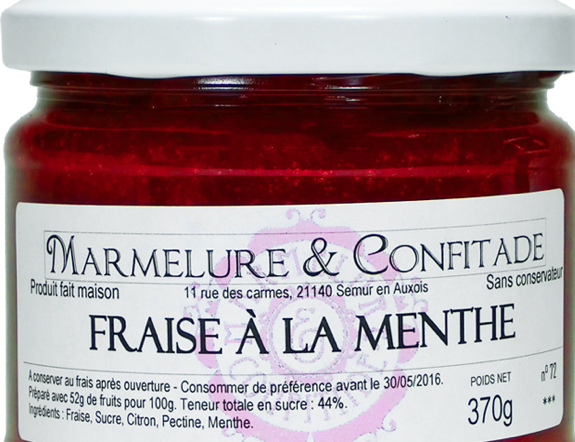 MARMELURE & CONFITADE
Produit fait maison
11 rue des carmes, 21140 Semur en Auxois
Sans conservateur
FRAISE À LA MENTHE
A conserver au frais après ouverture - Consommer de préférence avant le 30/05/2016.
Préparé avec 52g de fruits pour 100g. Teneur totale en sucre : 44%.
Ingrédients : Fraise, Sucre, Citron, Pectine, Menthe.
POIDS NET
370g
n° 72
***